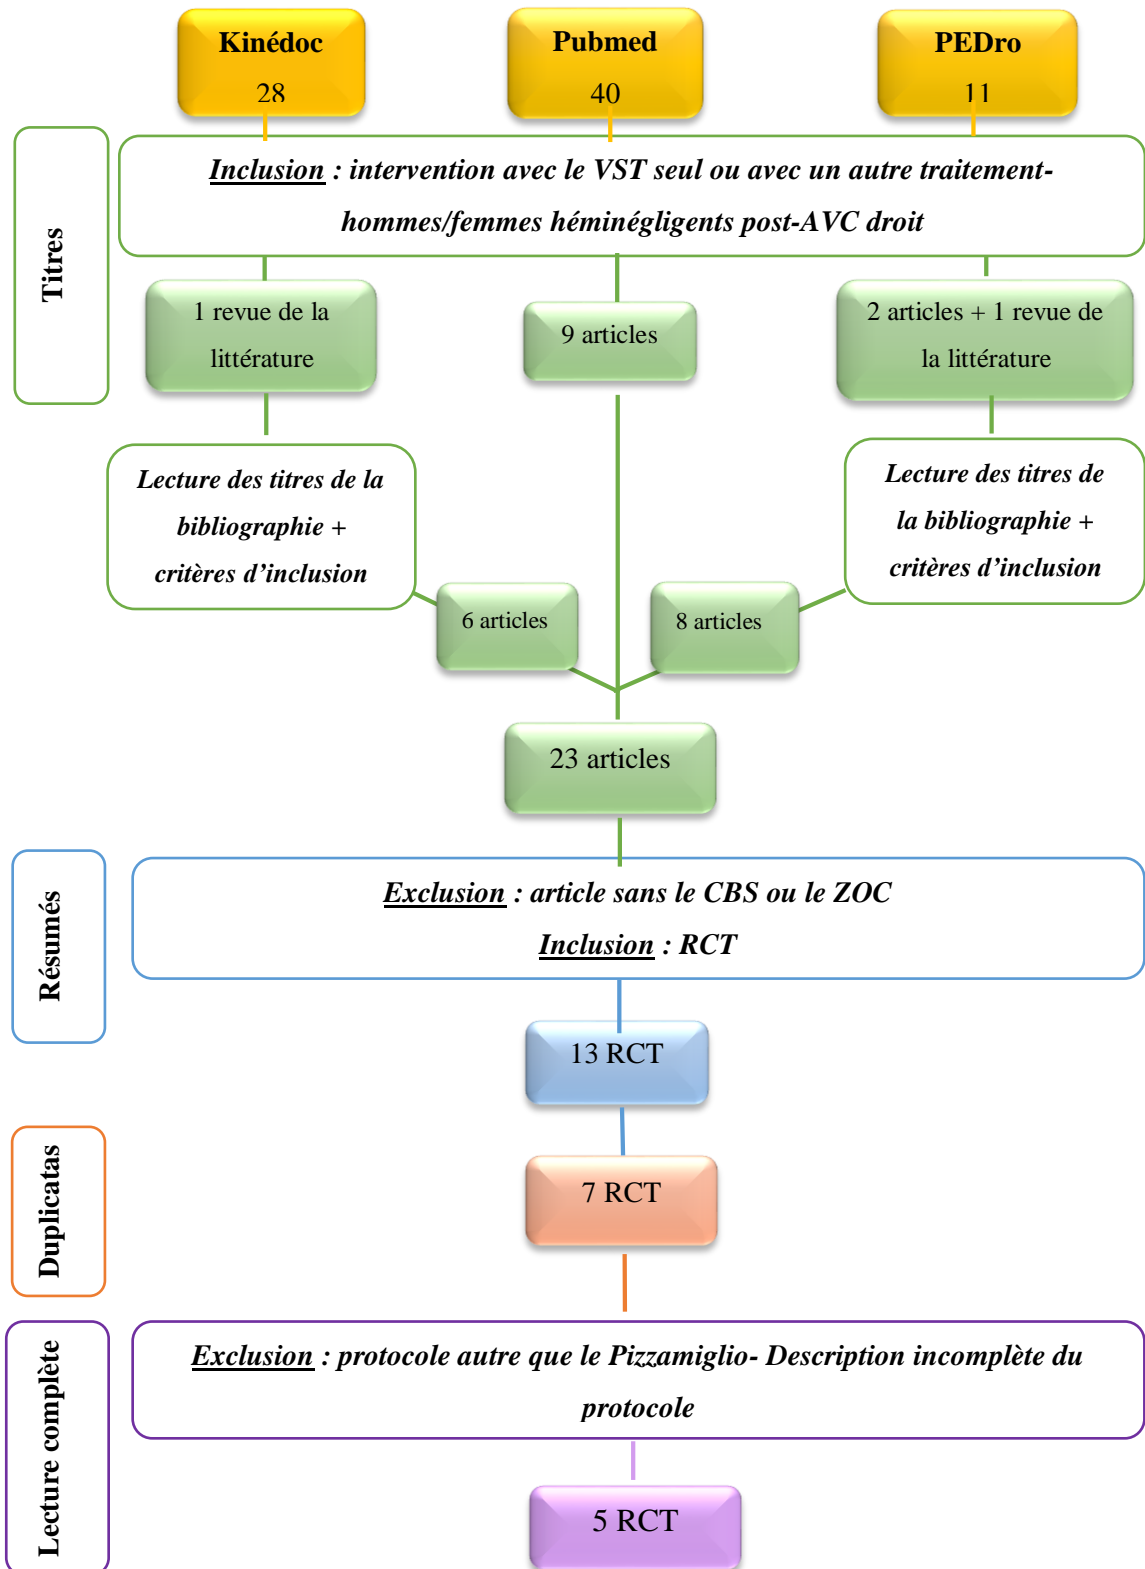 Kinédoc
28
Pubmed
40
PEDro
11
Titres
Inclusion : intervention avec le VST seul ou avec un autre traitement-
hommes/femmes héminégligents post-AVC droit
1 revue de la
littérature
9 articles
2 articles + 1 revue de
la littérature
Lecture des titres de la
bibliographie +
critères d’inclusion
Lecture des titres de
la bibliographie +
critères d’inclusion
6 articles
8 articles
23 articles
Résumés
Exclusion : article sans le CBS ou le ZOC
Inclusion : RCT
13 RCT
Duplicatas
7 RCT
Lecture complète
Exclusion : protocole autre que le Pizzamiglio- Description incomplète du
protocole
5 RCT